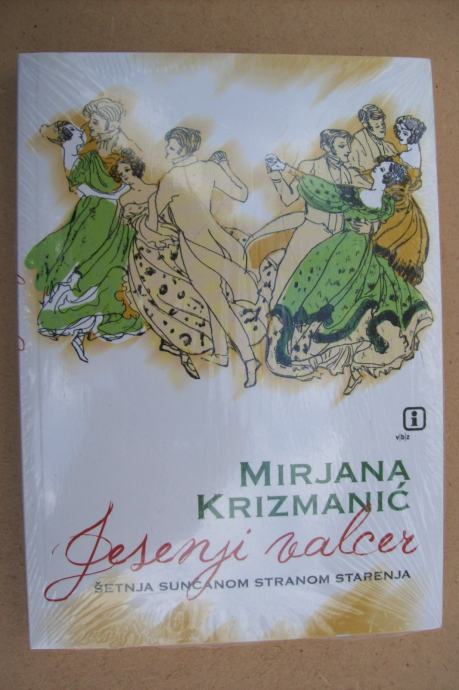 i
v|b|z
MIRJANA
KRIZMANIĆ
Jesenji valcer
ŠETNJA SUNČANOM STRANOM STARENJA